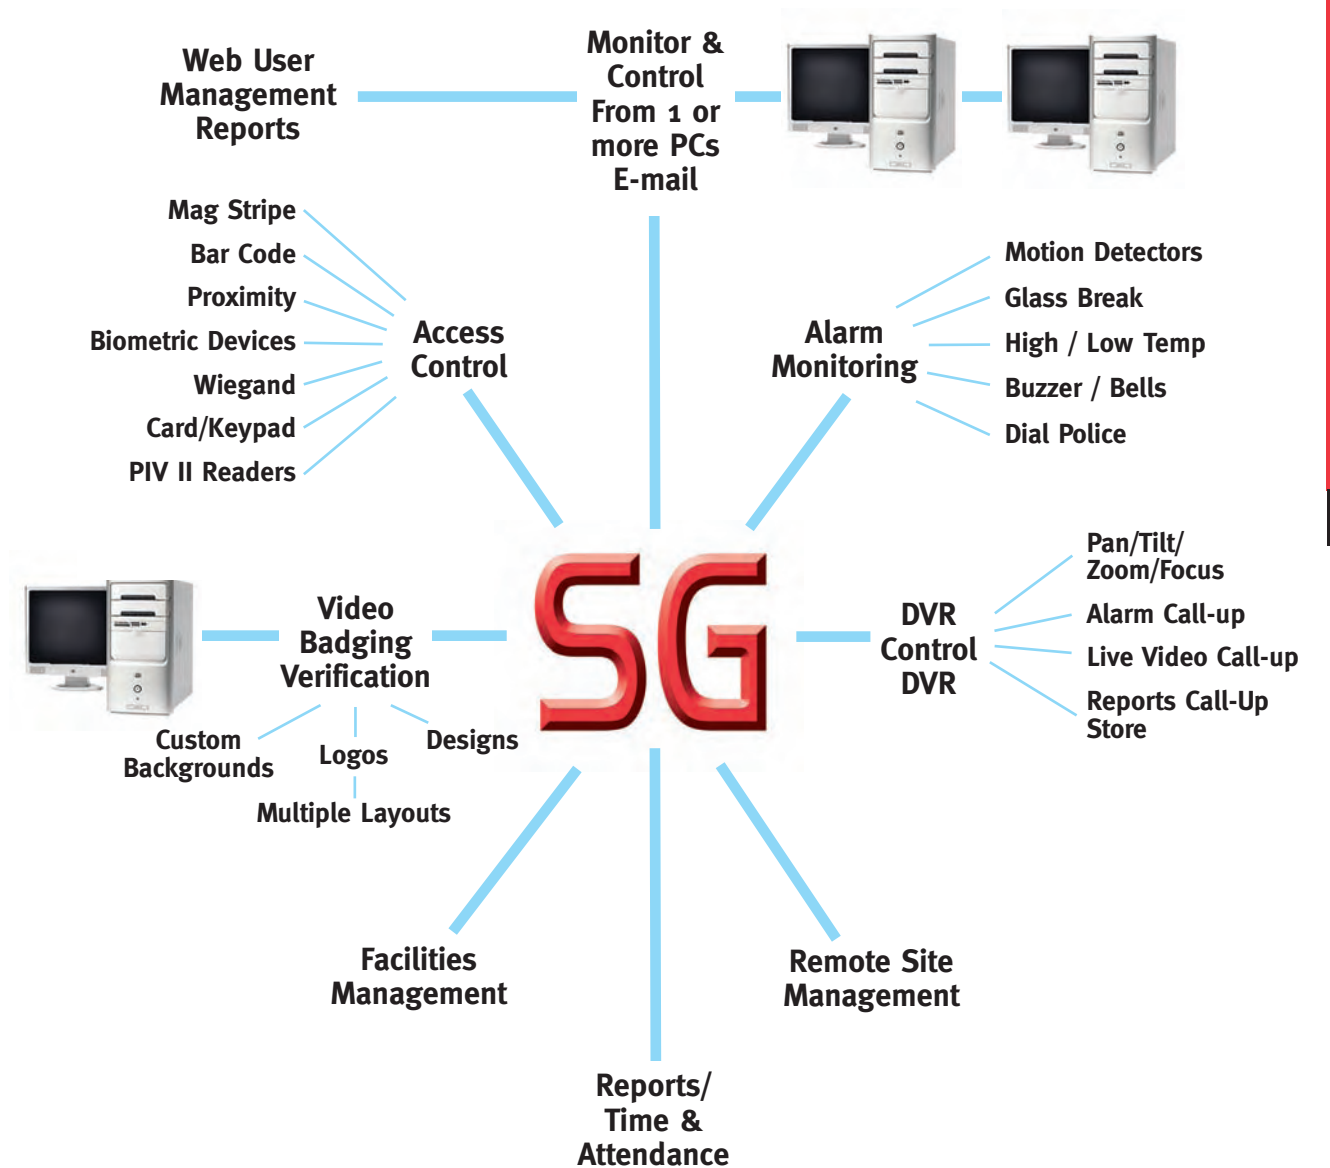 Web User
Management
Reports
Monitor &
Control
From 1 or
more PCs
E-mail
Mag Stripe
Bar Code
Proximity
Biometric Devices
Wiegand
Card/Keypad
PIV II Readers
Access
Control
Alarm
Monitoring
Motion Detectors
Glass Break
High / Low Temp
Buzzer / Bells
Dial Police
Video
Badging
Verification
Custom
Backgrounds
Logos
Designs
Multiple Layouts
SG
DVR
Control
DVR
Pan/Tilt/
Zoom/Focus
Alarm Call-up
Live Video Call-up
Reports Call-Up
Store
Facilities
Management
Remote Site
Management
Reports/
Time &
Attendance